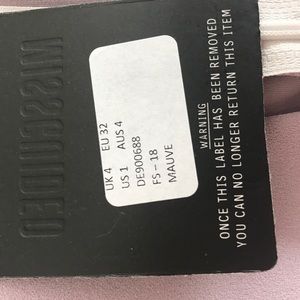 UK 4 EU 32
US 1 AUS 4
DE900688
FS – 18
MAUVE
WARNING
ONCE THIS LABEL HAS BEEN REMOVED
YOU CAN NO LONGER RETURN THIS ITEM